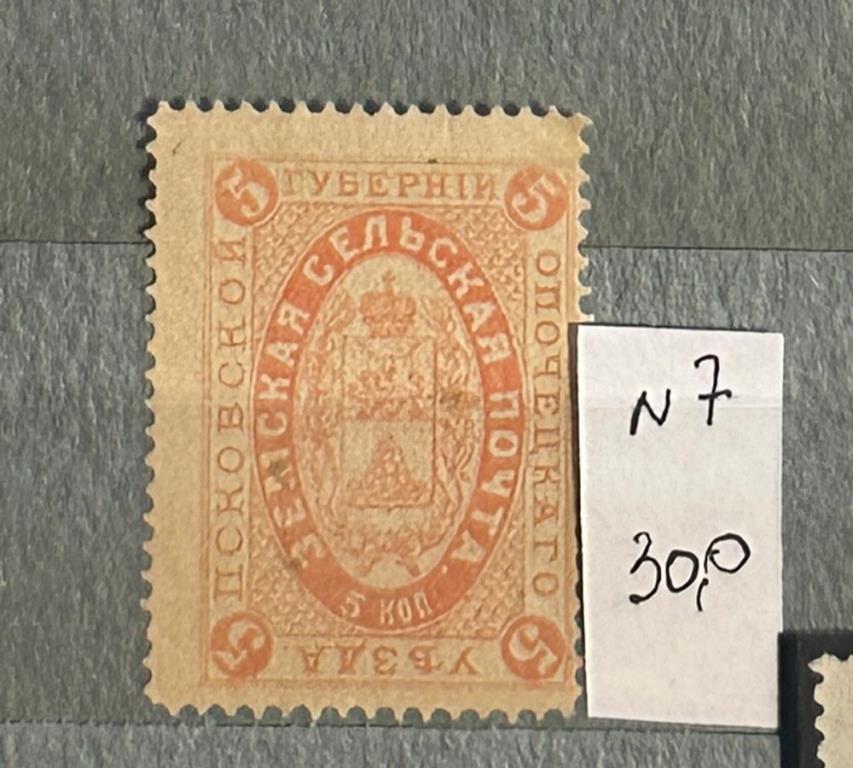 5 ГУБЕРНІИ 5
ПСКОВСКОЙ
ОПОЧЕЦКАГО
ЗЕМСКАЯ СЕЛЬСКАЯ ПОЧТА.
5 КОП.
5 УѢЗДА 5
N 7
30,0